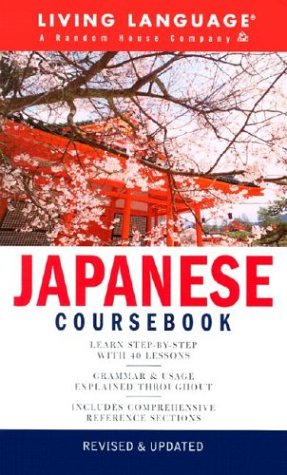 LIVING LANGUAGE®
A Random House Company
JAPANESE
COURSEBOOK
LEARN STEP-BY-STEP
WITH 40 LESSONS
GRAMMAR & USAGE
EXPLAINED THROUGHOUT
INCLUDES COMPREHENSIVE
REFERENCE SECTIONS
REVISED & UPDATED